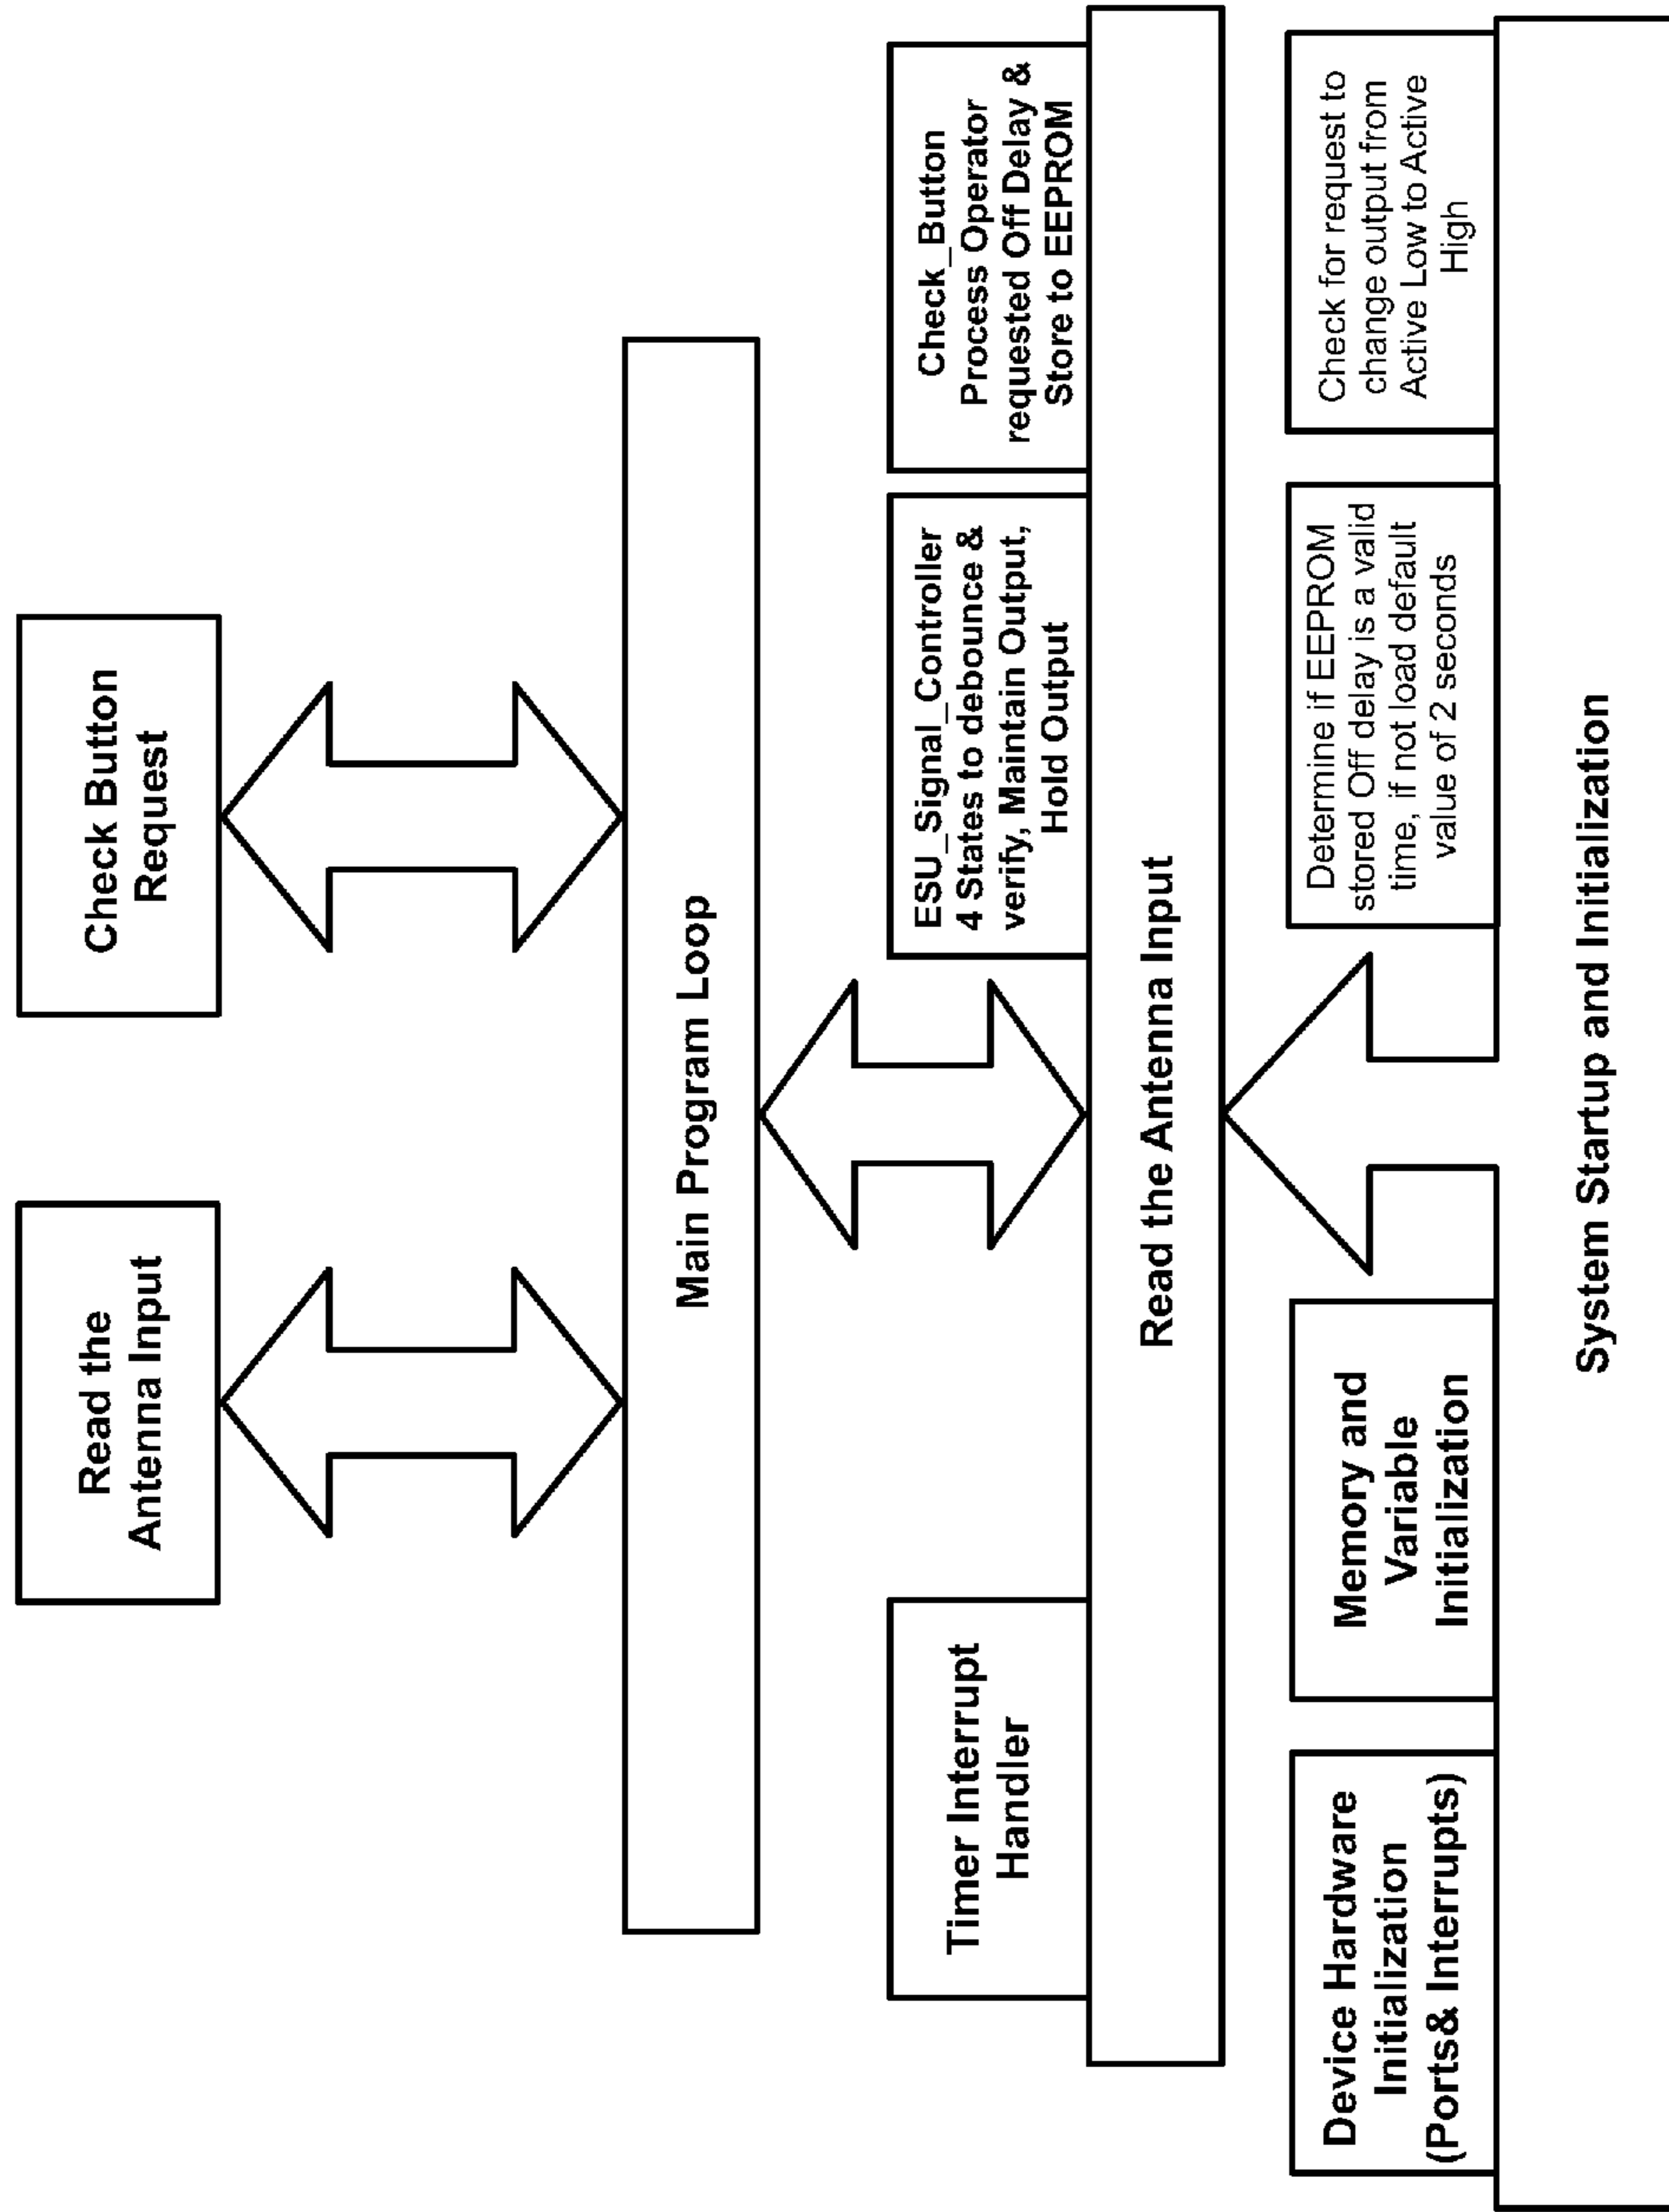 Read the
Antenna Input
Check Button
Request
Main Program Loop
Timer Interrupt
Handler
ESU_Signal_Controller
4 States to debounce &
verify, Maintain Output,
Hold Output
Check_Button
Process Operator
requested Off Delay &
Store to EEPROM
Read the Antenna Input
Device Hardware
Initialization
(Ports& Interrupts)
Memory and
Variable
Initialization
Determine if EEPROM
stored Off delay is a valid
time, if not load default
value of 2 seconds
Check for request to
change output from
Active Low to Active
High
System Startup and Initialization